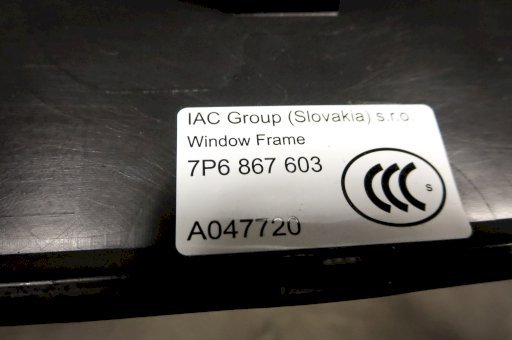 IAC Group (Slovakia) s.r.o
Window Frame
7P6 867 603
CCC S
A047720